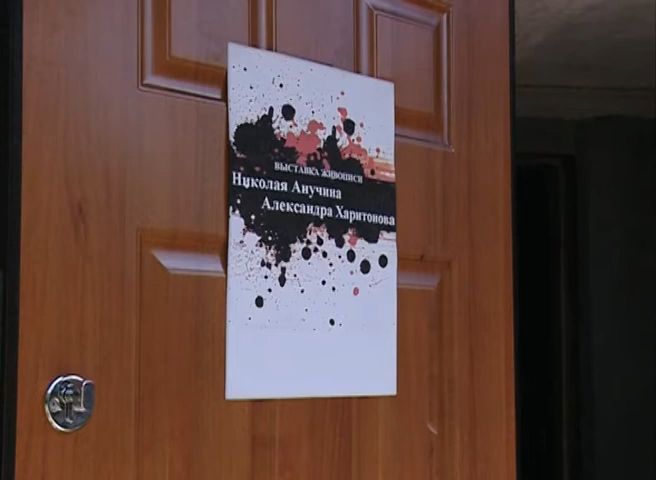 ВЫСТАВКА ЖИВОПИСИ
Николая Анучина
Александра Харитонова